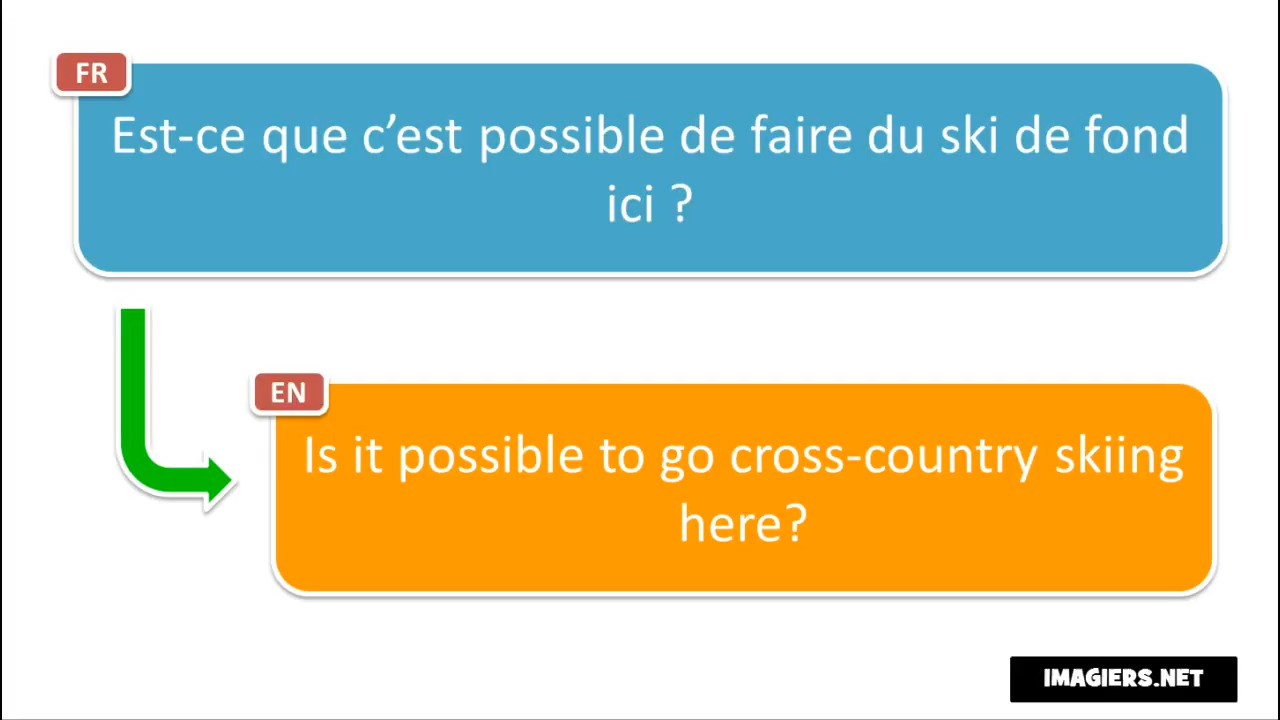 FR
Est-ce que c’est possible de faire du ski de fond
ici ?
EN
Is it possible to go cross-country skiing
here?
IMAGIERS.NET